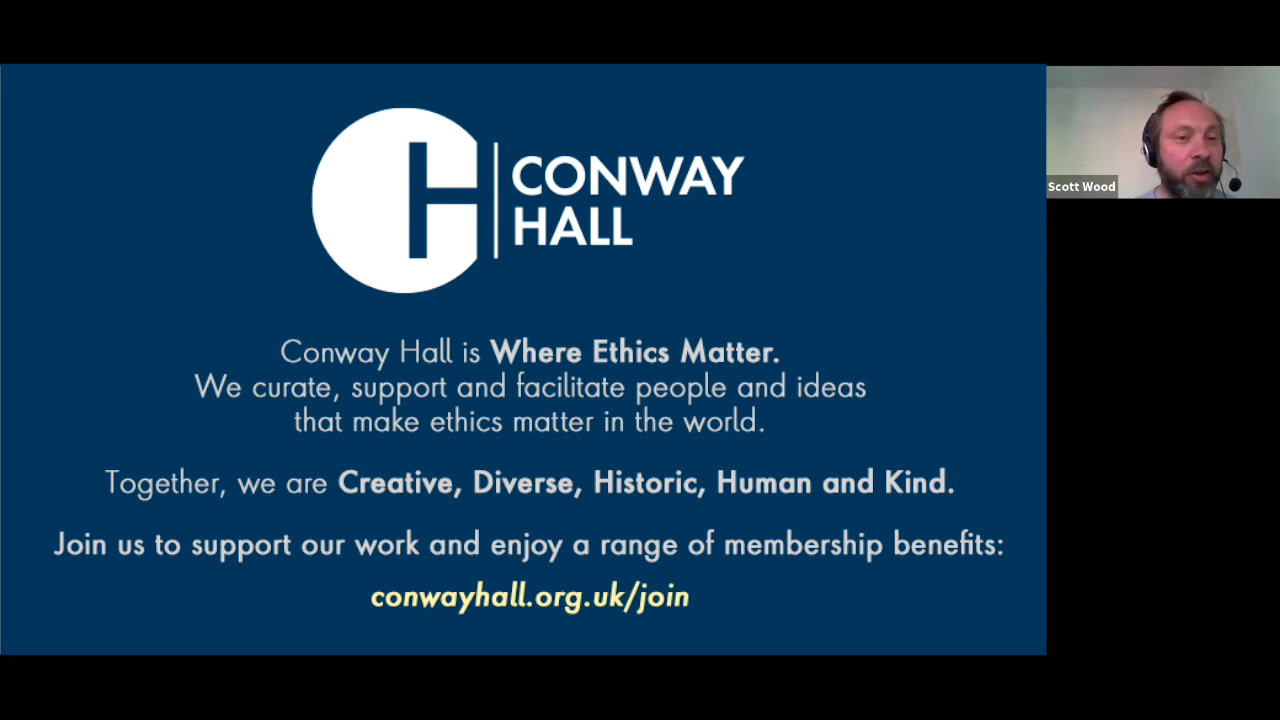 CONWAY
HALL
Conway Hall is Where Ethics Matter.
We curate, support and facilitate people and ideas
that make ethics matter in the world.
Together, we are Creative, Diverse, Historic, Human and Kind.
Join us to support our work and enjoy a range of membership benefits:
conwayhall.org.uk/join
Scott Wood